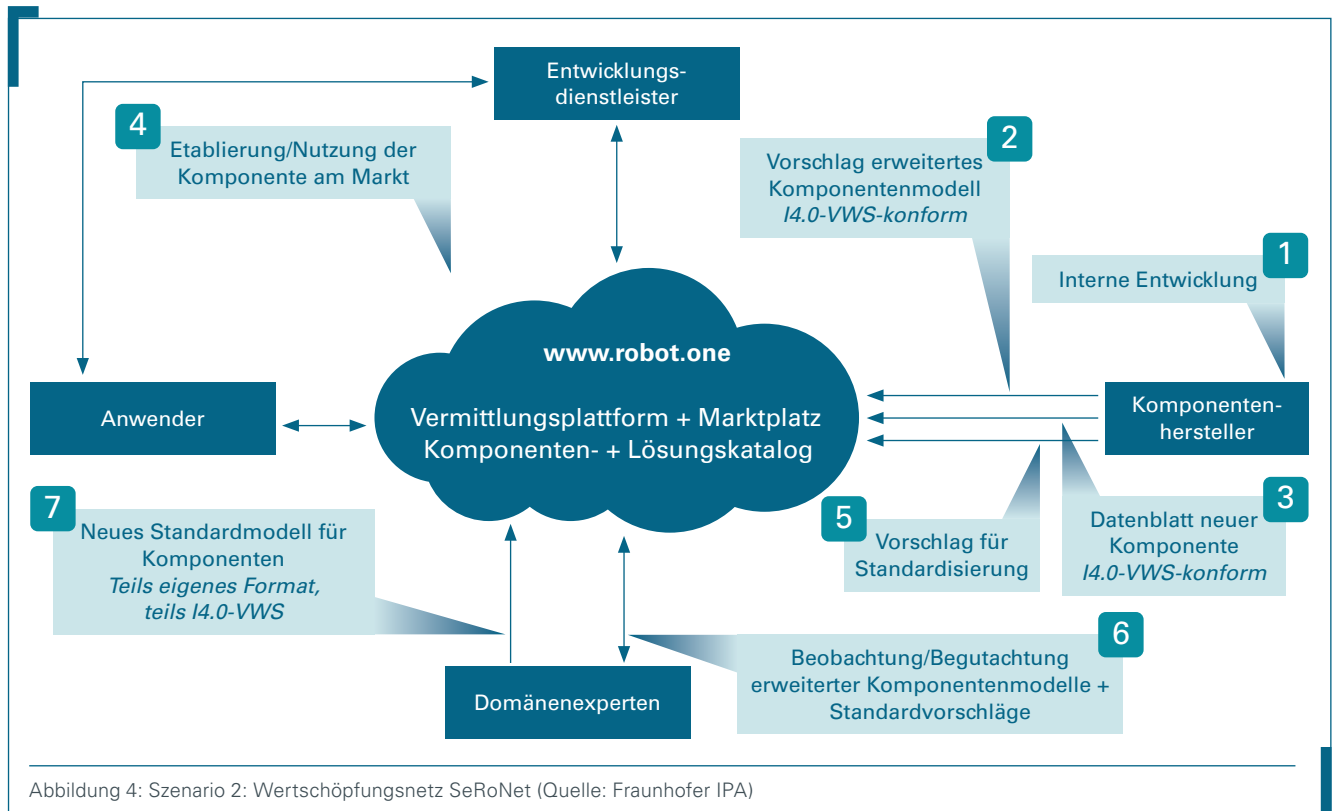 Entwicklungs-
dienstleister
4
Etablierung/Nutzung der
Komponente am Markt
2
Vorschlag erweitertes
Komponentenmodell
I4.0-VWS-konform
1
Interne Entwicklung
www.robot.one
Vermittlungsplattform + Marktplatz
Komponenten- + Lösungskatalog
Anwender
Komponenten-
hersteller
7
Neues Standardmodell für
Komponenten
Teils eigenes Format,
teils I4.0-VWS
5
Vorschlag für
Standardisierung
3
Datenblatt neuer
Komponente
I4.0-VWS-konform
6
Beobachtung/Begutachtung
erweiterter Komponentenmodelle +
Standardvorschläge
Domänenexperten
Abbildung 4: Szenario 2: Wertschöpfungsnetz SeRoNet (Quelle: Fraunhofer IPA)